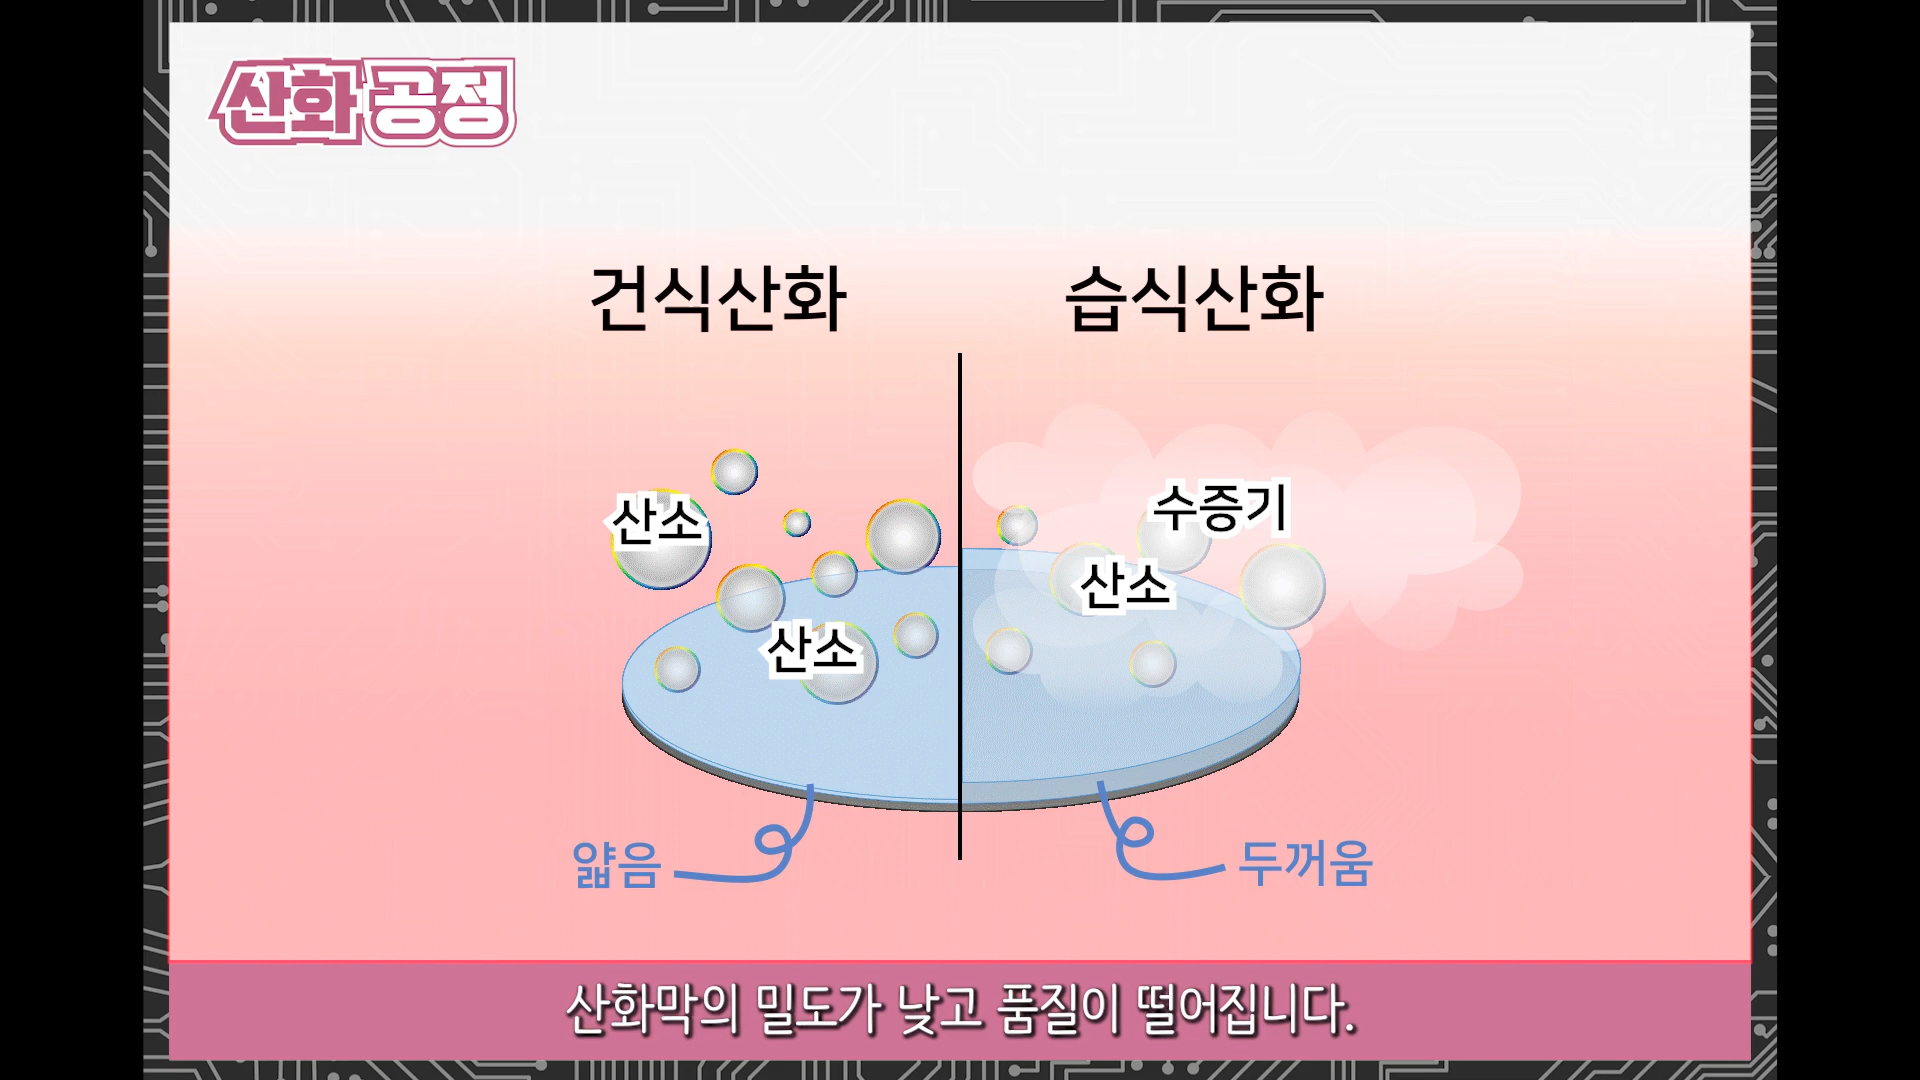 산화 공정
건식산화
습식산화
산소
수증기
산소
산소
얇음
두꺼움
산화막의 밀도가 낮고 품질이 떨어집니다.